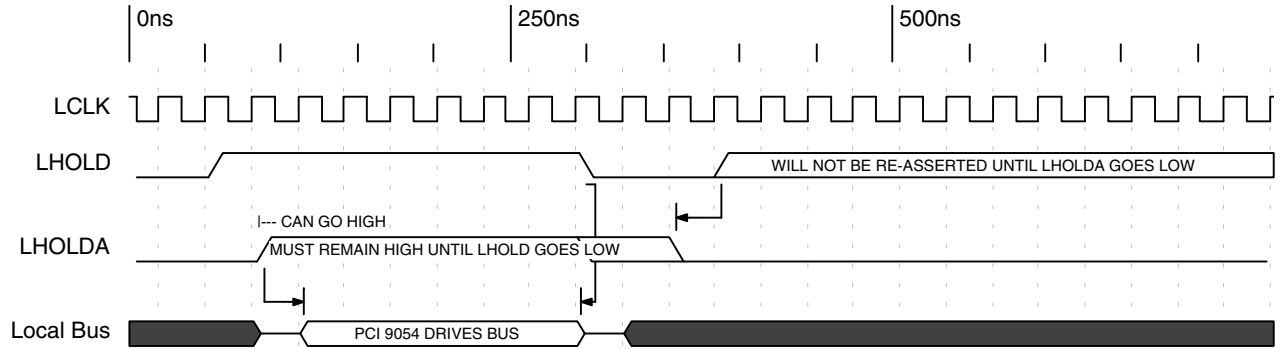 0ns 250ns 500ns
LCLK
LHOLD WILL NOT BE RE-ASSERTED UNTIL LHOLDA GOES LOW
|--- CAN GO HIGH
LHOLDA MUST REMAIN HIGH UNTIL LHOLD GOES LOW
Local Bus PCI 9054 DRIVES BUS